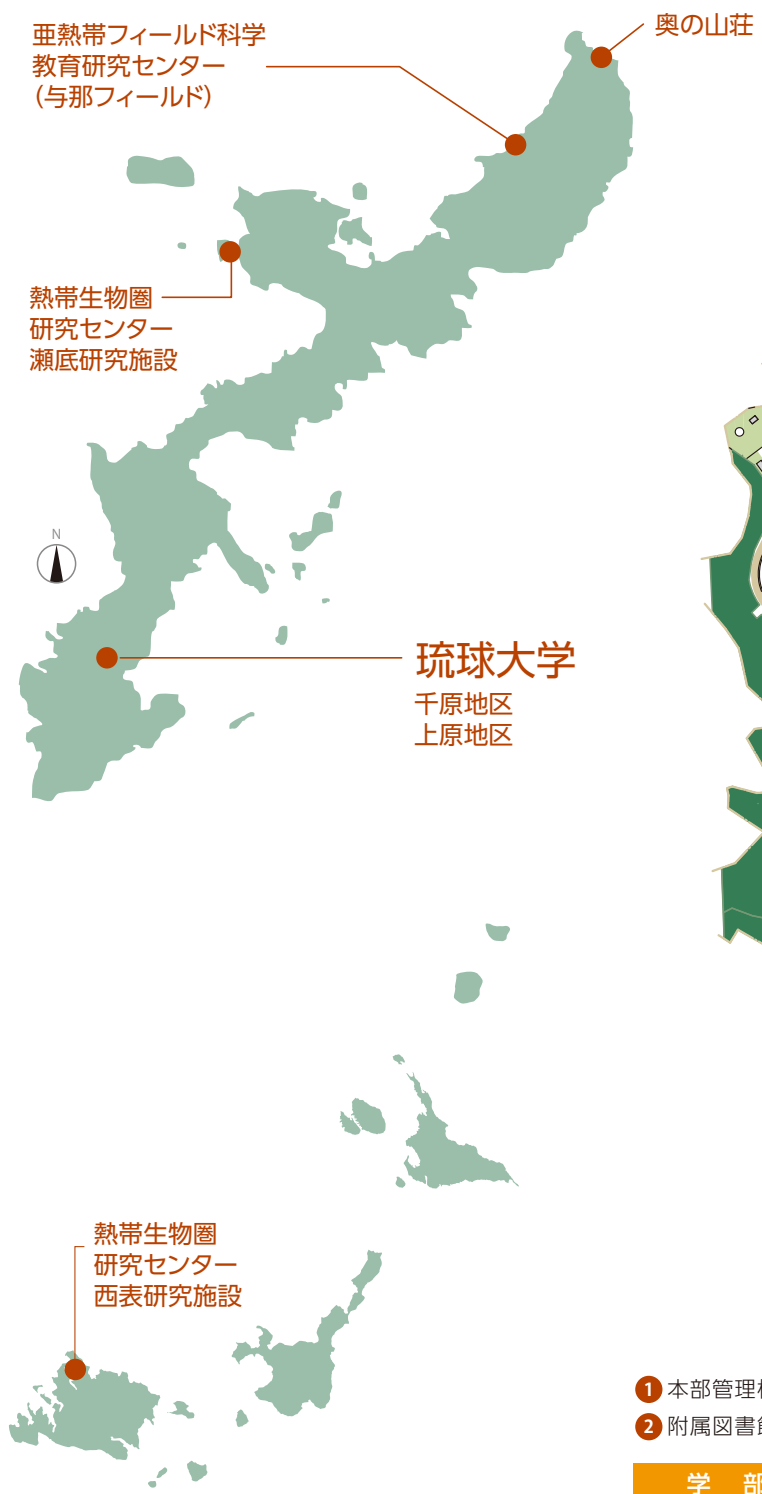 亜熱帯フィールド科学
教育研究センター
(与那フィールド)
奥の山荘
熱帯生物圏
研究センター
瀬底研究施設
N
琉球大学
千原地区
上原地区
熱帯生物圏
研究センター
西表研究施設
1 本部管理
2 附属図書
学 部